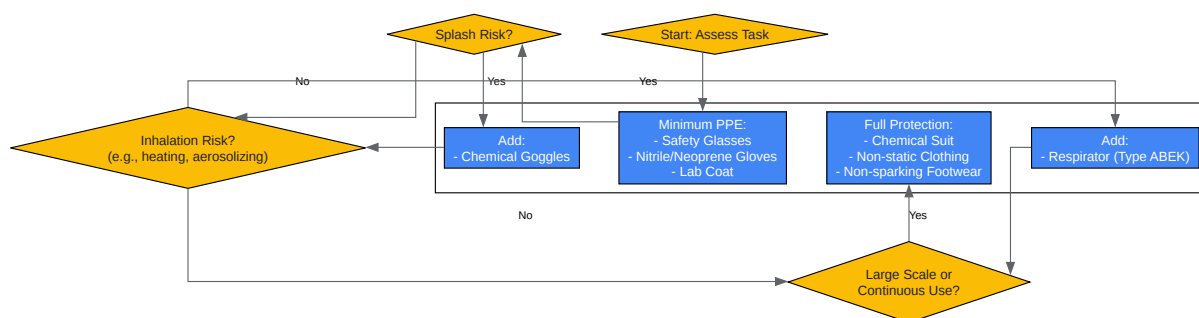 Splash Risk?
Start: Assess Task
No
Yes
Yes
Inhalation Risk?
(e.g., heating, aerosolizing)
Add:
- Chemical Goggles
Minimum PPE:
- Safety Glasses
- Nitrile/Neoprene Gloves
- Lab Coat
Full Protection:
- Chemical Suit
- Non-static Clothing
- Non-sparking Footwear
Add:
- Respirator (Type ABEK)
No
Yes
Large Scale or
Continuous Use?